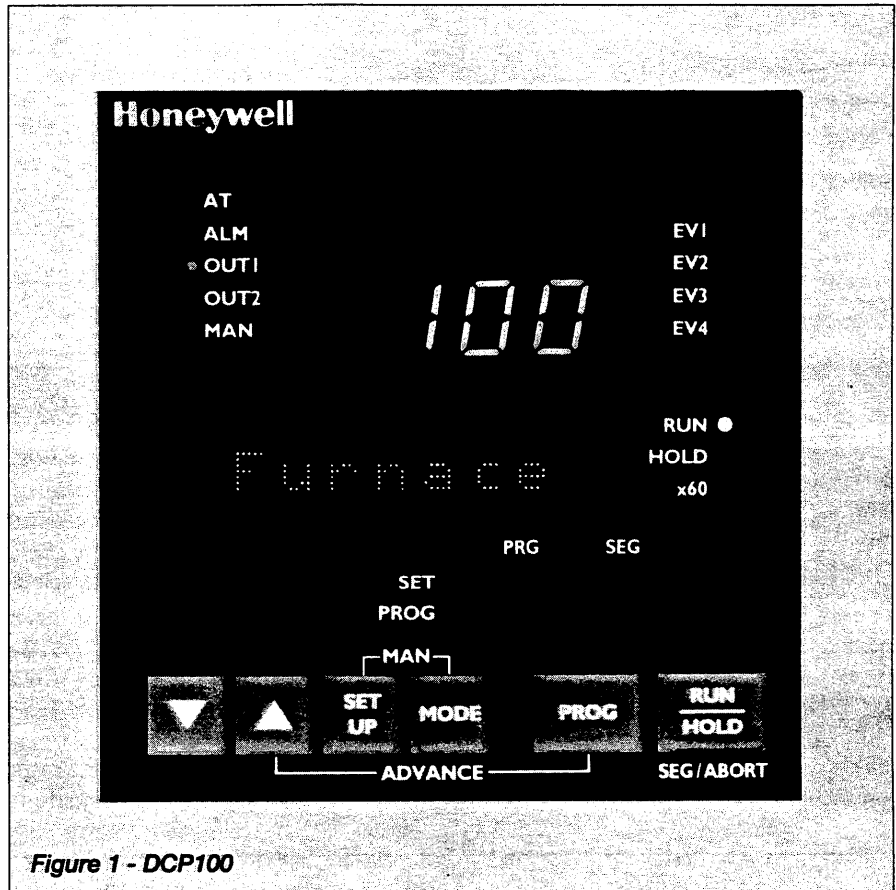 Honeywell
AT
ALM
OUT1
OUT2
MAN
EV1
EV2
EV3
EV4
100
RUN
HOLD
x60
Furnace
PRG SEG
SET
PROG
MAN
SET UP
MODE
PROG
RUN
HOLD
ADVANCE
SEG/ABORT
Figure 1 - DCP100